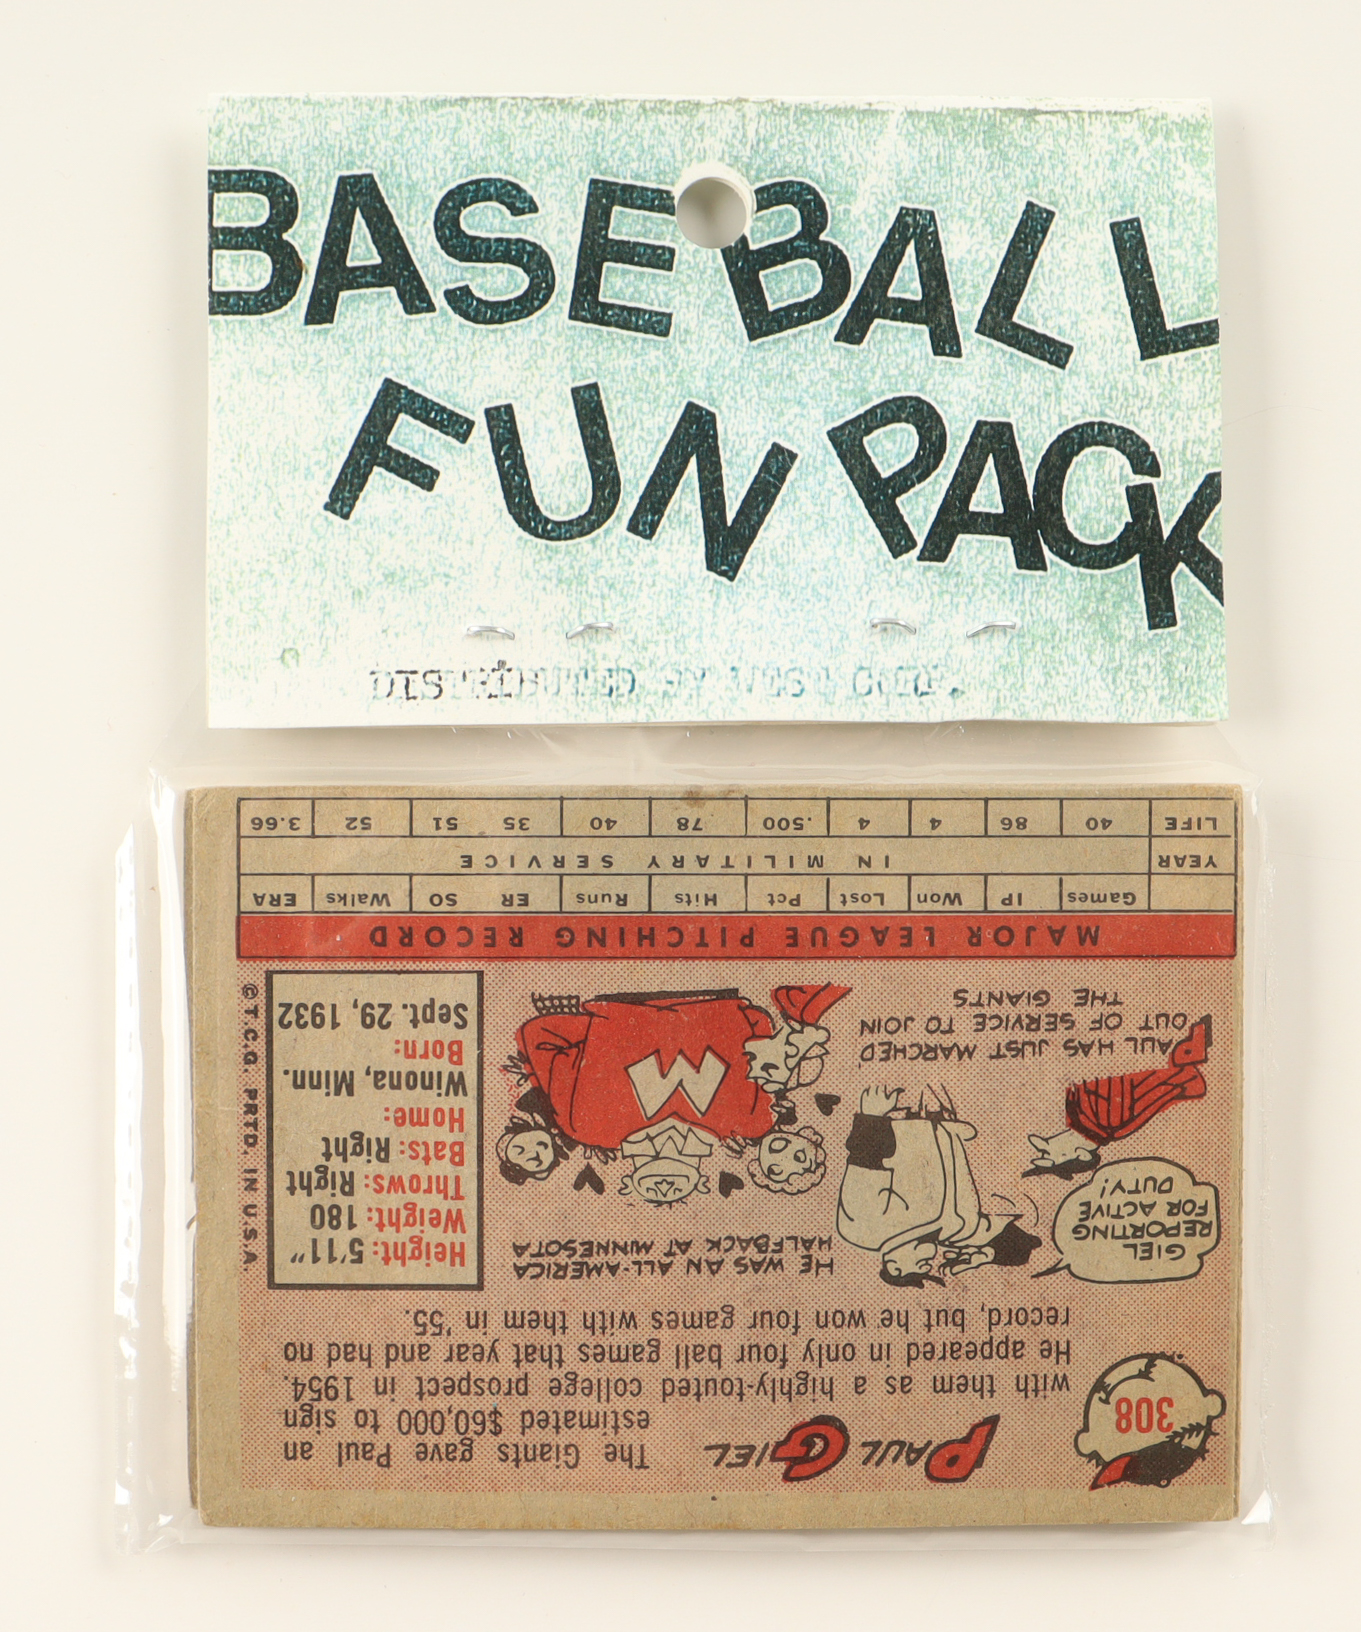 BASEBALL
FUN PACK
DISTRIBUTED BY
308
PAUL GIEL
The Giants gave Paul an
estimated $60,000 to sign
with them as a highly-touted college prospect in 1954.
He appeared in only four ball games that year and had no
record, but he won four games with them in '55.
GIEL
REPORTING
FOR ACTIVE
DUTY!
PAUL HAS JUST MARCHED
OUT OF SERVICE TO JOIN
THE GIANTS
HE WAS AN ALL-AMERICA
HALFBACK AT MINNESOTA
M
Height: 5'11"
Weight: 180
Throws: Right
Bats: Right
Home:
Winona, Minn.
Born:
Sept. 29, 1932
© T.C.G. PRTD. IN U.S.A.
MAJOR LEAGUE PITCHING RECORD
Games IP Won Lost Pct Hits Runs ER SO Walks ERA
YEAR IN MILITARY SERVICE
LIFE 40 86 4 4 .500 78 40 35 51 52 3.66